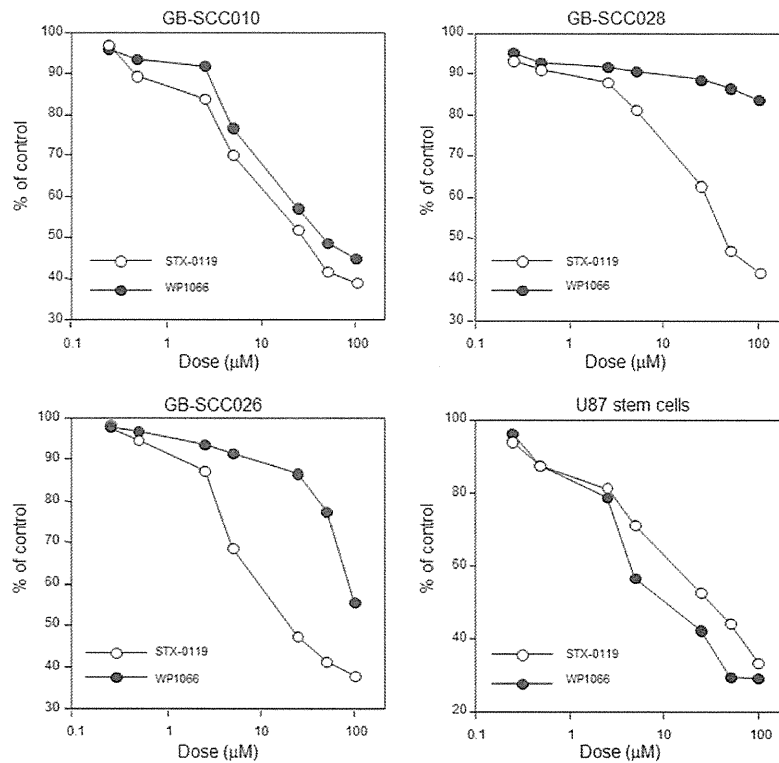 GB-SCC010
100
90
80
70
60
50
40
30
% of control
STX-0119
WP1066
0.1
1
10
100
Dose (µM)
GB-SCC028
100
90
80
70
60
50
40
30
% of control
STX-0119
WP1066
0.1
1
10
100
Dose (µM)
GB-SCC026
100
90
80
70
60
50
40
30
% of control
STX-0119
WP1066
0.1
1
10
100
Dose (µM)
U87 stem cells
100
80
60
40
20
% of control
STX-0119
WP1066
0.1
1
10
100
Dose (µM)